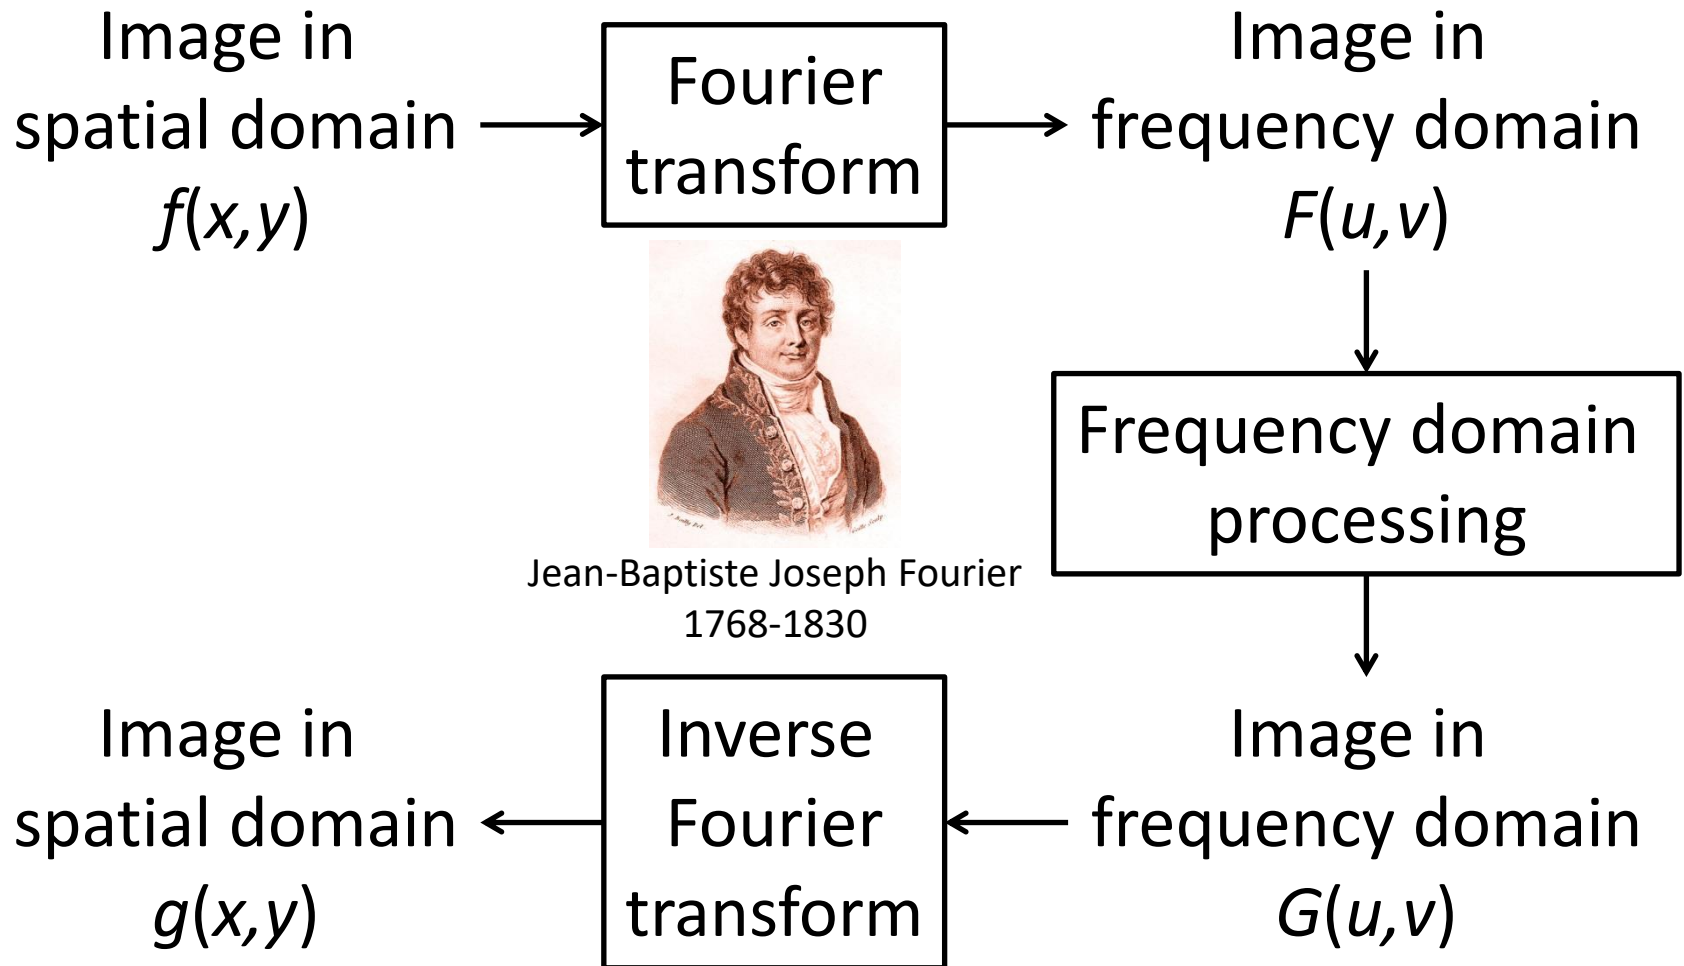 Image in
spatial domain
f(x,y)
Fourier
transform
Image in
frequency domain
F(u,v)
Jean-Baptiste Joseph Fourier
1768-1830
Frequency domain
processing
Image in
frequency domain
G(u,v)
Inverse
Fourier
transform
Image in
spatial domain
g(x,y)